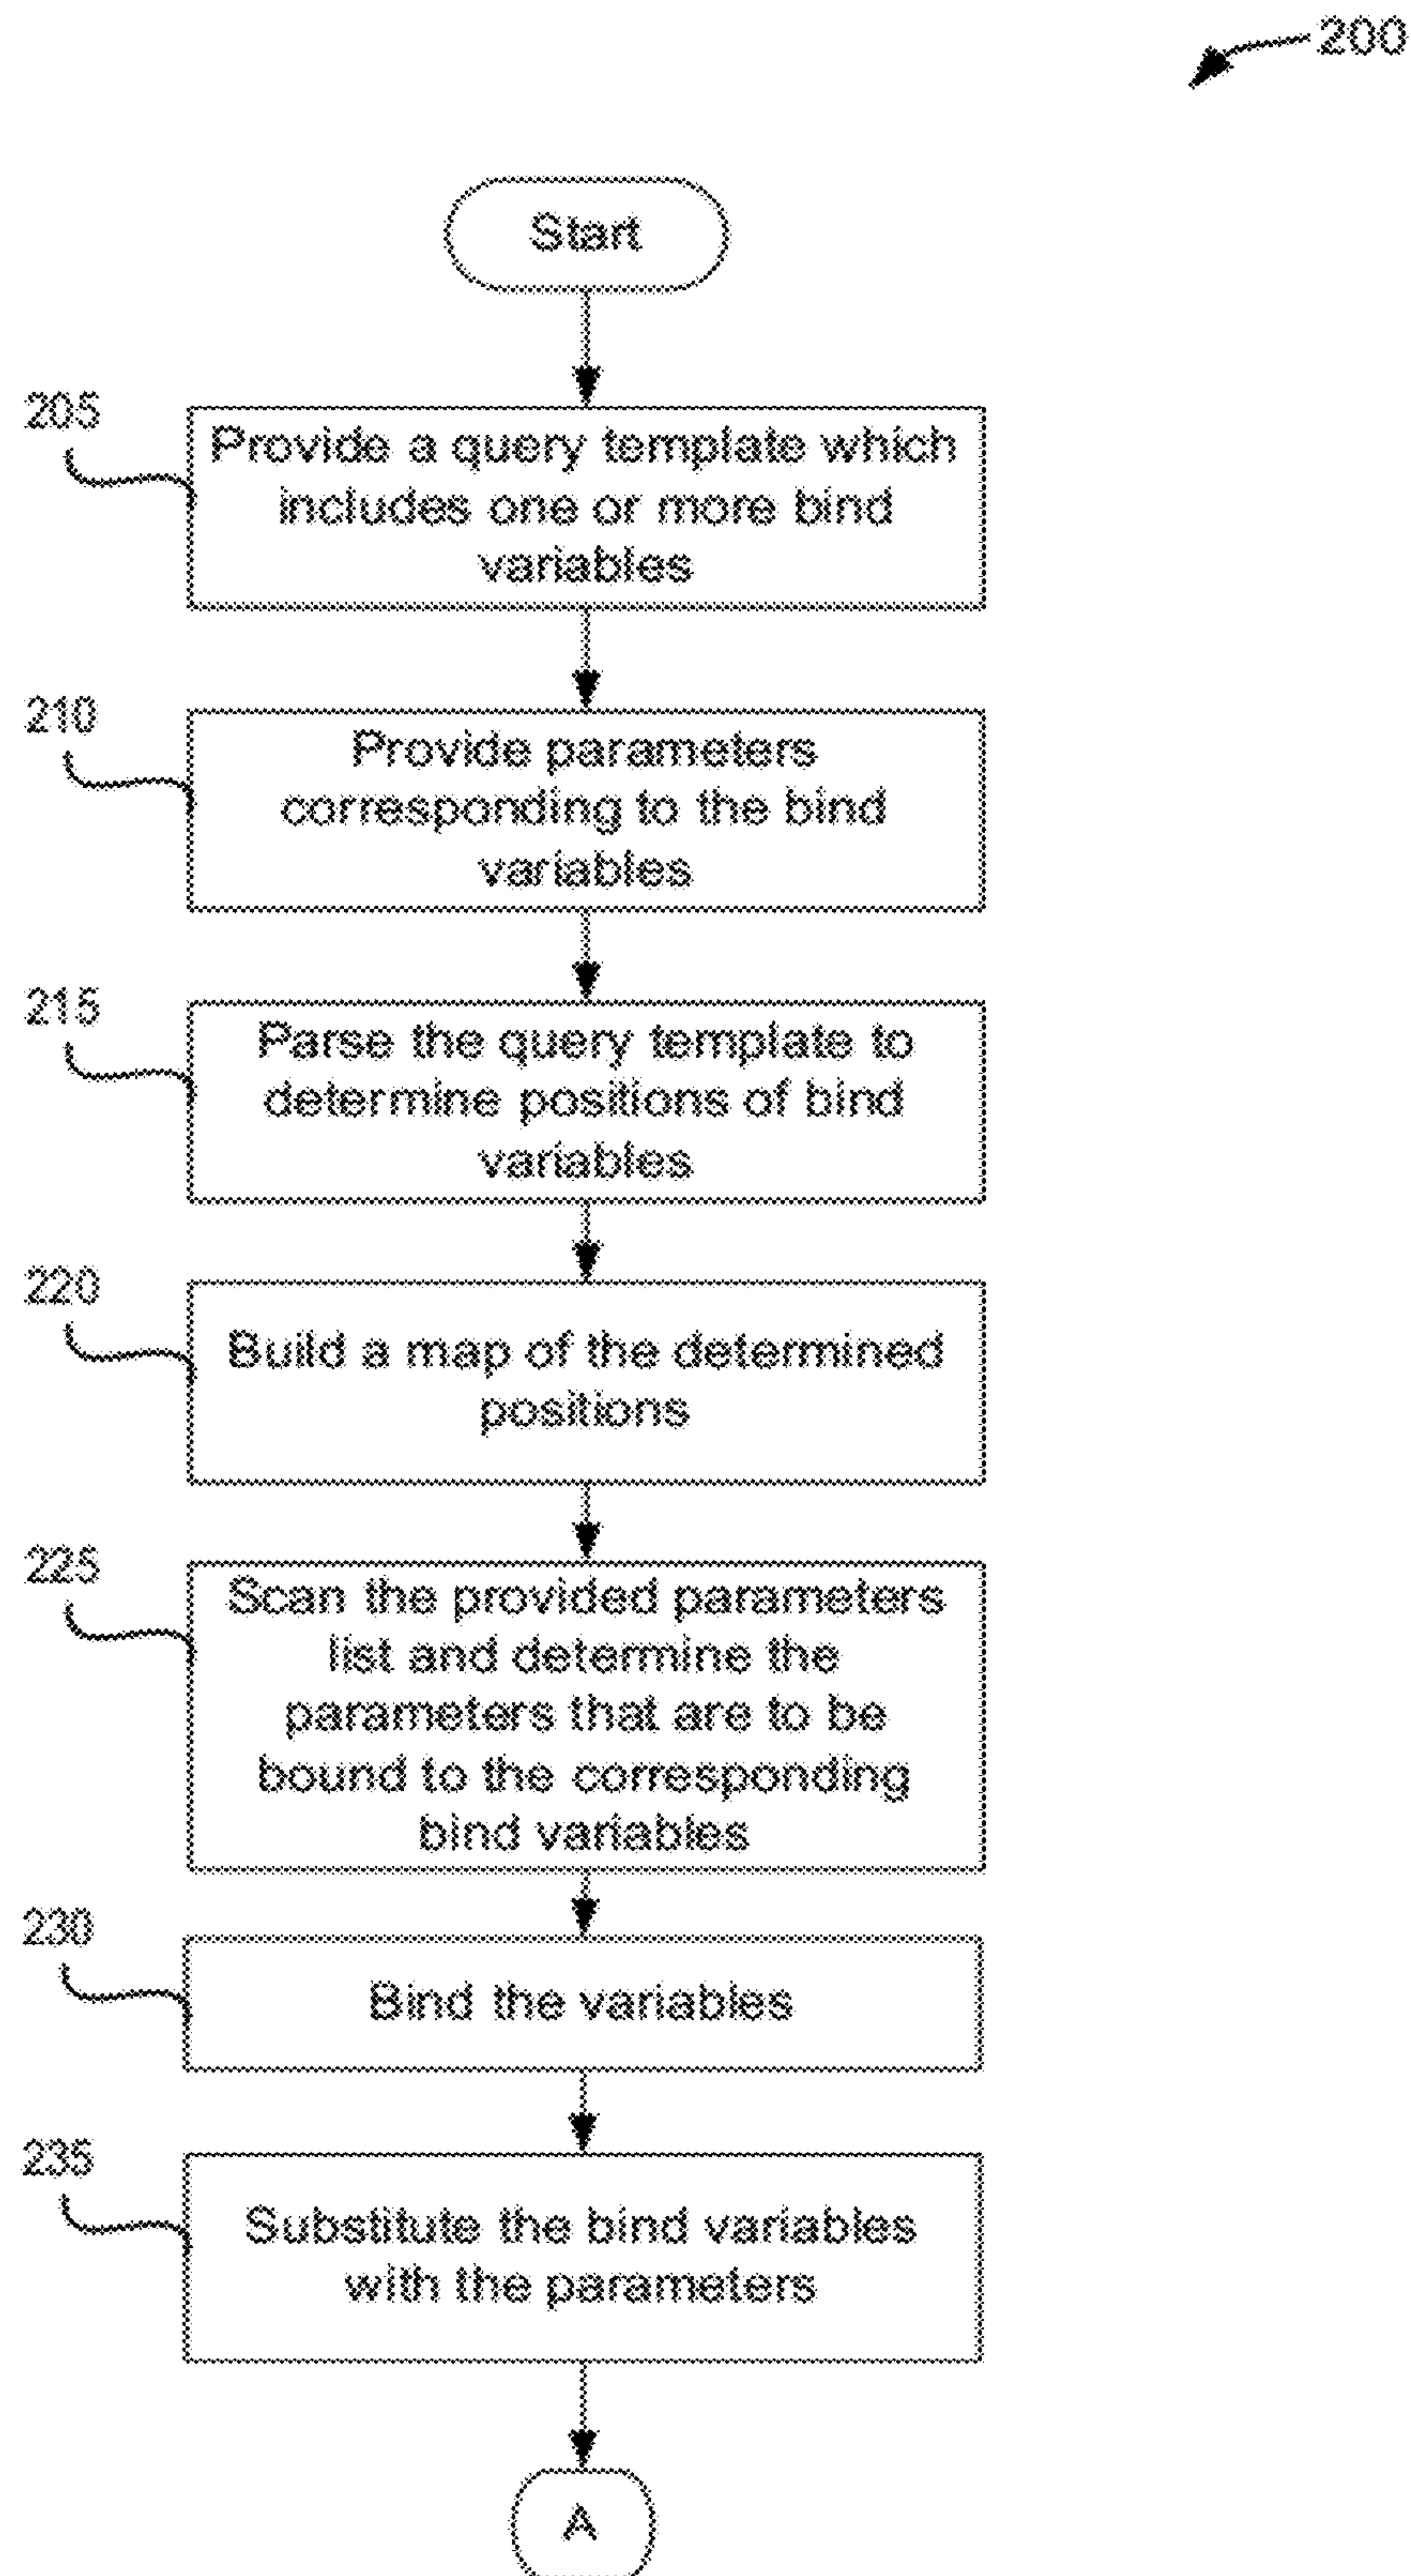 200
Start
205
Provide a query template which
includes one or more bind
variables
210
Provide parameters
corresponding to the bind
variables
215
Parse the query template to
determine positions of bind
variables
220
Build a map of the determined
positions
225
Scan the provided parameters
list and determine the
parameters that are to be
bound to the corresponding
bind variables
230
Bind the variables
235
Substitute the bind variables
with the parameters
A